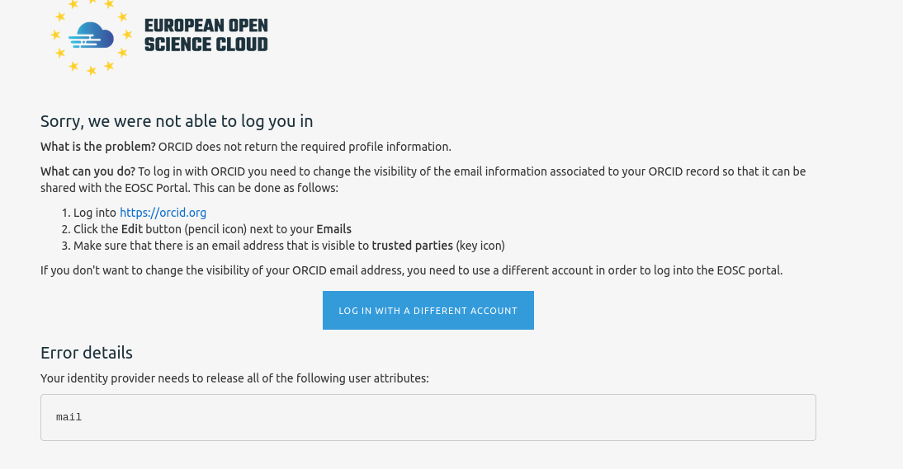 EUROPEAN OPEN
SCIENCE CLOUD
Sorry, we were not able to log you in
What is the problem? ORCID does not return the required profile information.
What can you do? To log in with ORCID you need to change the visibility of the email information associated to your ORCID record so that it can be
shared with the EOSC Portal. This can be done as follows:
1. Log into https://orcid.org
2. Click the Edit button (pencil icon) next to your Emails
3. Make sure that there is an email address that is visible to trusted parties (key icon)
If you don't want to change the visibility of your ORCID email address, you need to use a different account in order to log into the EOSC portal.
LOG IN WITH A DIFFERENT ACCOUNT
Error details
Your identity provider needs to release all of the following user attributes:
mail